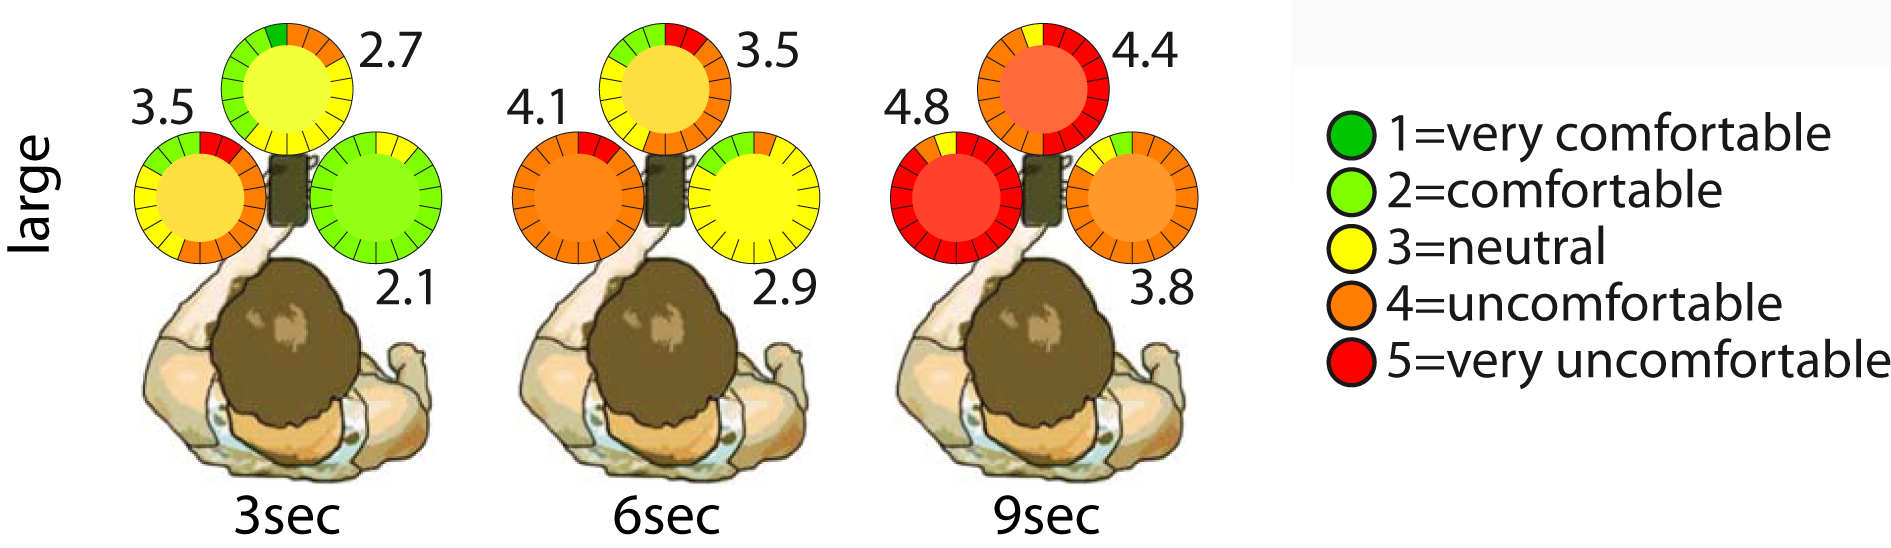 large
2.7
3.5
2.1
3sec
3.5
4.1
2.9
6sec
4.4
4.8
3.8
9sec
1=very comfortable
2=comfortable
3=neutral
4=uncomfortable
5=very uncomfortable